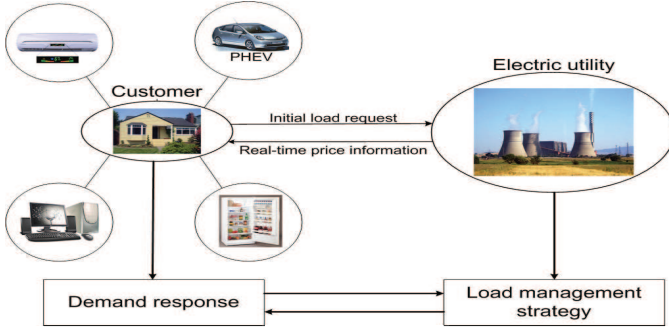 PHEV
Electric utility
Customer
Initial load request
Real-time price information
Demand response
Load management
strategy